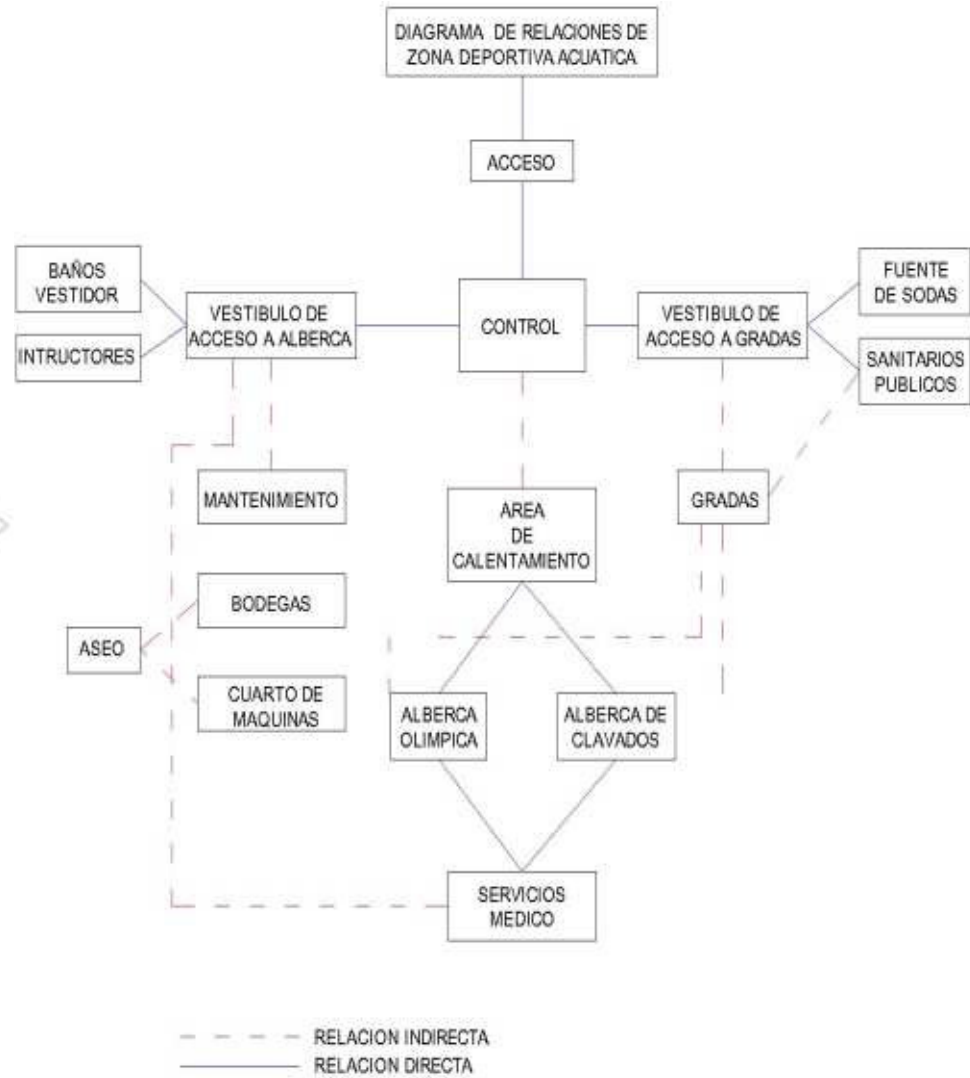 DIAGRAMA DE RELACIONES DE
ZONA DEPORTIVA ACUATICA
ACCESO
BAÑOS
VESTIDOR
INTRUCTORES
VESTIBULO DE
ACCESO A ALBERCA
CONTROL
VESTIBULO DE
ACCESO A GRADAS
FUENTE
DE SODAS
SANITARIOS
PUBLICOS
MANTENIMIENTO
AREA
DE
CALENTAMIENTO
GRADAS
BODEGAS
ASEO
CUARTO DE
MAQUINAS
ALBERCA
OLIMPICA
ALBERCA DE
CLAVADOS
SERVICIOS
MEDICO
RELACION INDIRECTA
RELACION DIRECTA